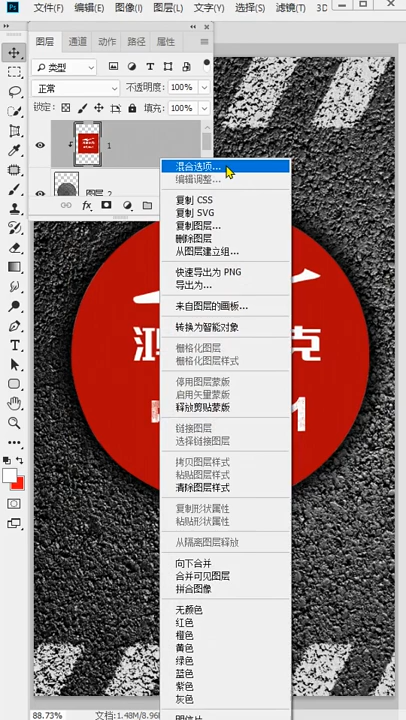 Ps 文件(F) 编辑(E) 图像(I) 图层(L) 文字(Y) 选择(S) 滤镜(T) 3D
图层 通道 动作 路径 属性
类型
正常 不透明度: 100%
锁定: 填充: 100%
1
图层 2
fx
混合选项...
编辑调整...
复制 CSS
复制 SVG
复制图层...
删除图层
从图层建立组...
快速导出为 PNG
导出为...
来自图层的画板...
转换为智能对象
栅格化图层
栅格化图层样式
停用图层蒙版
启用矢量蒙版
释放剪贴蒙版
链接图层
选择链接图层
拷贝图层样式
粘贴图层样式
清除图层样式
复制形状属性
粘贴形状属性
从隔离图层释放
向下合并
合并可见图层
拼合图像
无颜色
红色
橙色
黄色
绿色
蓝色
紫色
灰色
鸿 克
1
88.73% 文档:1.48M/8.96